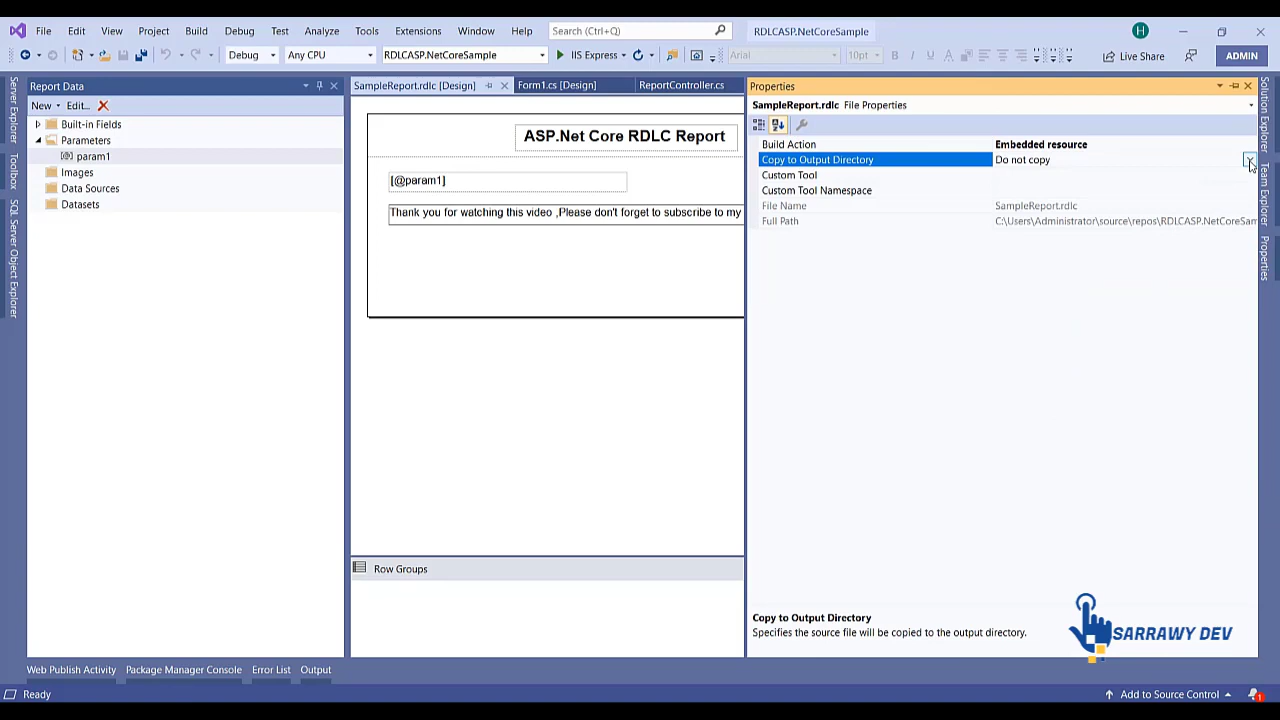 File Edit View Project Build Debug Test Analyze Tools Extensions Window Help Search (Ctrl+Q) RDLCASP.NetCoreSample H
Debug Any CPU RDLCASP.NetCoreSample IIS Express Arial 10pt B I U A Live Share ADMIN
Server Explorer
Toolbox
SQL Server Object Explorer
Report Data
New Edit...
Built-in Fields
Parameters
[@] param1
Images
Data Sources
Datasets
SampleReport.rdlc [Design] Form1.cs [Design] ReportController.cs
ASP.Net Core RDLC Report
[@param1]
Thank you for watching this video ,Please don't forget to subscribe to my
Row Groups
Properties
SampleReport.rdlc File Properties
Build Action Embedded resource
Copy to Output Directory Do not copy
Custom Tool
Custom Tool Namespace
File Name SampleReport.rdlc
Full Path C:\Users\Administrator\source\repos\RDLCASP.NetCoreSam
Copy to Output Directory
Specifies the source file will be copied to the output directory.
SARRAWY DEV
Solution Explorer
Team Explorer
Properties
Web Publish Activity Package Manager Console Error List Output
Ready Add to Source Control 1